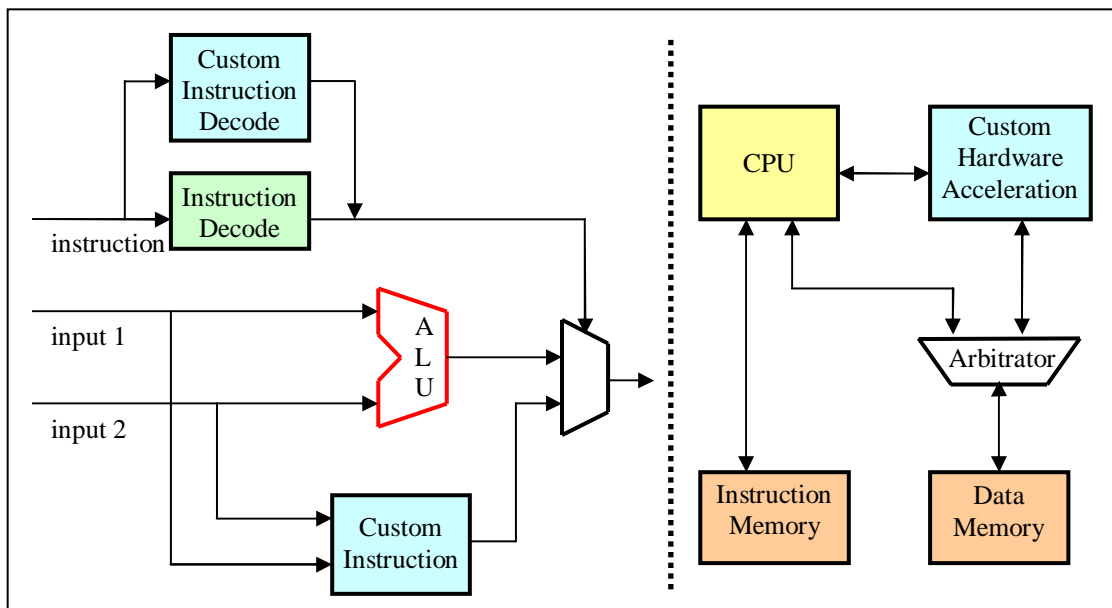 Custom
Instruction
Decode
Instruction
Decode
instruction
input 1
A
L
U
input 2
Custom
Instruction
CPU
Custom
Hardware
Acceleration
Arbitrator
Instruction
Memory
Data
Memory